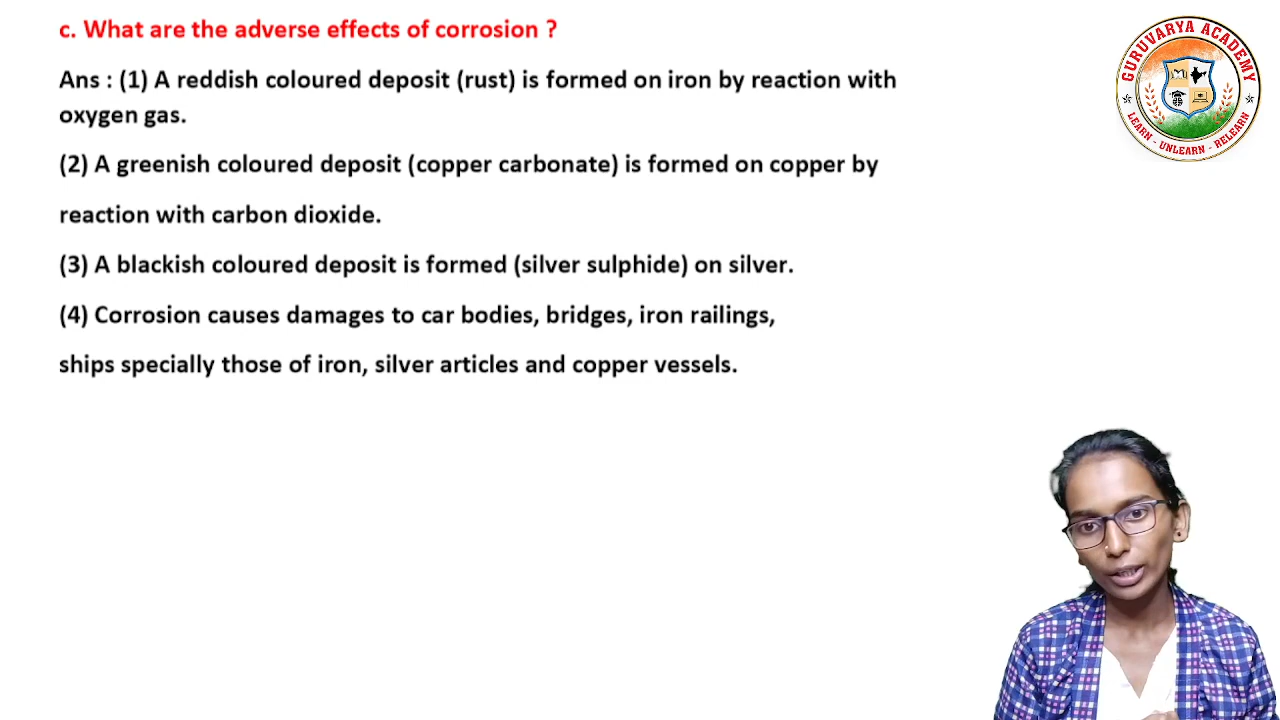 c. What are the adverse effects of corrosion ?
Ans : (1) A reddish coloured deposit (rust) is formed on iron by reaction with
oxygen gas.
(2) A greenish coloured deposit (copper carbonate) is formed on copper by
reaction with carbon dioxide.
(3) A blackish coloured deposit is formed (silver sulphide) on silver.
(4) Corrosion causes damages to car bodies, bridges, iron railings,
ships specially those of iron, silver articles and copper vessels.
GURUVARYA ACADEMY
LEARN - UNLEARN - RELEARN